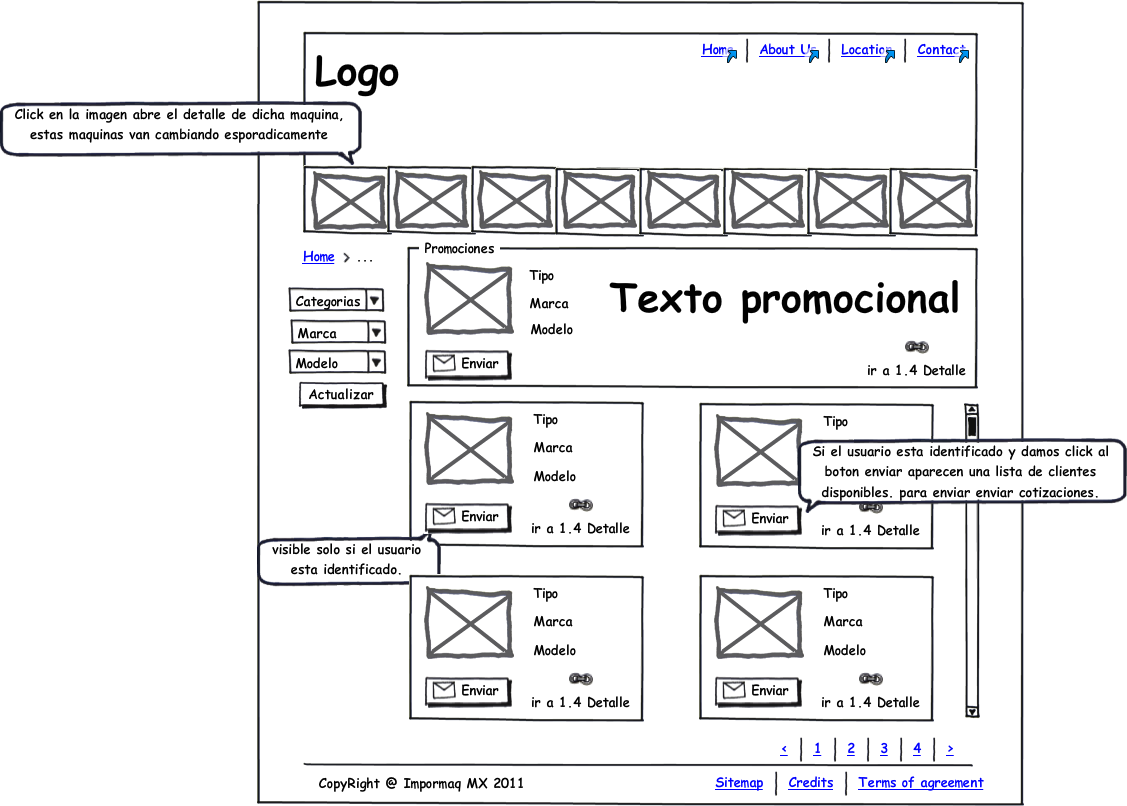 Home | About Us | Location | Contact
Logo
Click en la imagen abre el detalle de dicha maquina,
estas maquinas van cambiando esporadicamente
Home > ...
Categorias
Marca
Modelo
Actualizar
Promociones
Tipo
Marca
Modelo
Texto promocional
Enviar
ir a 1.4 Detalle
Tipo
Marca
Modelo
Enviar
ir a 1.4 Detalle
visible solo si el usuario
esta identificado.
Tipo
Si el usuario esta identificado y damos click al
boton enviar aparecen una lista de clientes
disponibles. para enviar enviar cotizaciones.
Enviar
ir a 1.4 Detalle
Tipo
Marca
Modelo
Enviar
ir a 1.4 Detalle
Tipo
Marca
Modelo
Enviar
ir a 1.4 Detalle
< | 1 | 2 | 3 | 4 | >
CopyRight @ Impormaq MX 2011
Sitemap | Credits | Terms of agreement